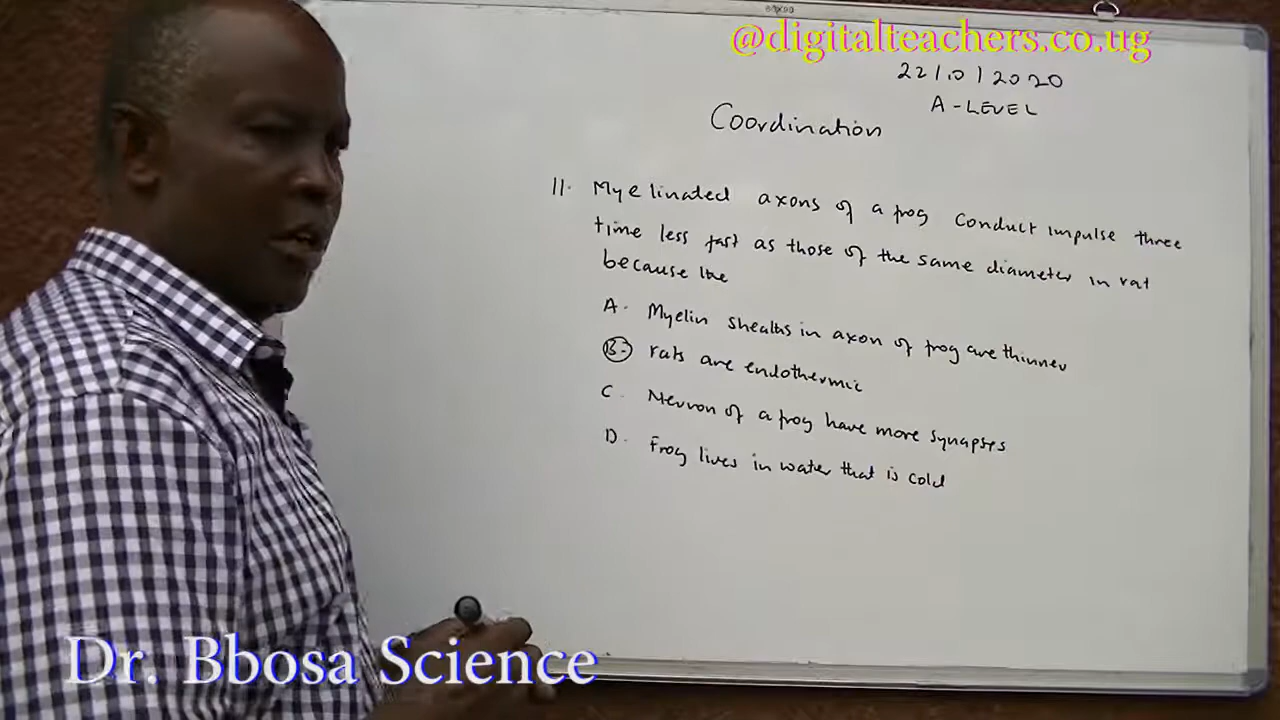 @digitalteachers.co.ug
22/10/2020
A-LEVEL
Coordination
11. Myelinated axons of a frog conduct impulse three
time less fast as those of the same diameter in rat
because the
A. Myelin sheaths in axon of frog are thinner
B. rats are endothermic
C. Neuron of a frog have more synapses
D. Frog lives in water that is cold
Dr. Bbosa Science